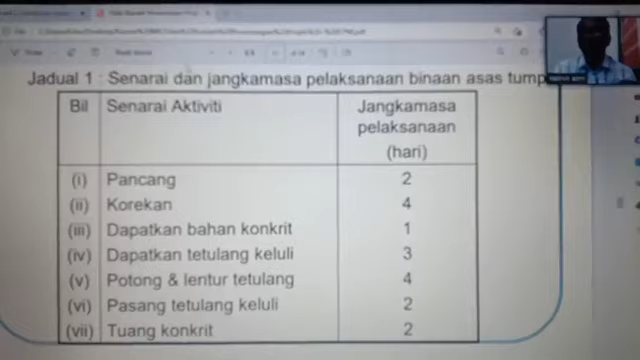 Jadual 1 : Senarai dan jangkamasa pelaksanaan binaan asas tump
Bil Senarai Aktiviti Jangkamasa pelaksanaan (hari)
(i) Pancang 2
(ii) Korekan 4
(iii) Dapatkan bahan konkrit 1
(iv) Dapatkan tetulang keluli 3
(v) Potong & lentur tetulang 4
(vi) Pasang tetulang keluli 2
(vii) Tuang konkrit 2